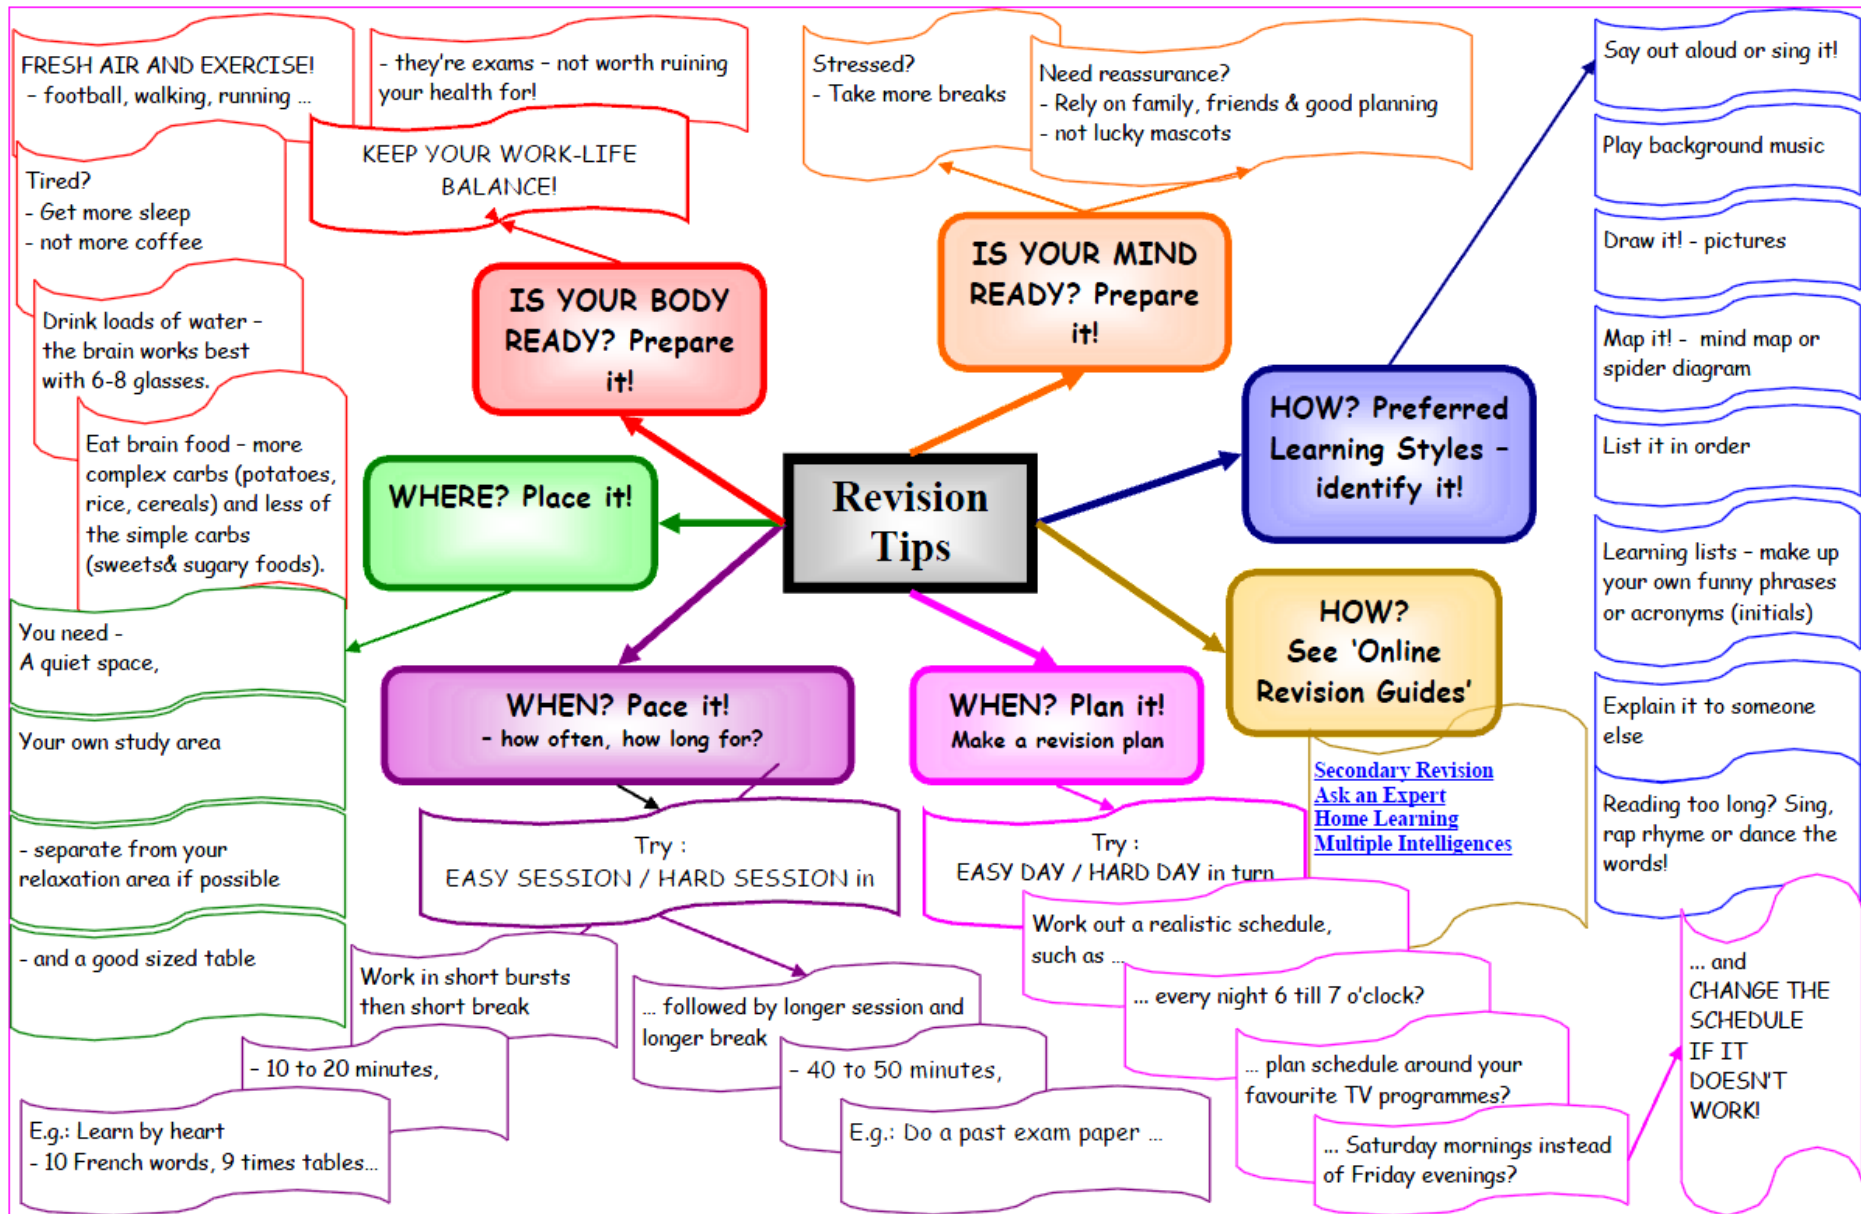 Revision
Tips
IS YOUR BODY
READY? Prepare
it!
KEEP YOUR WORK-LIFE
BALANCE!
- they're exams – not worth ruining
your health for!
FRESH AIR AND EXERCISE!
– football, walking, running ...
Tired?
- Get more sleep
- not more coffee
Drink loads of water –
the brain works best
with 6-8 glasses.
Eat brain food – more
complex carbs (potatoes,
rice, cereals) and less of
the simple carbs
(sweets& sugary foods).
IS YOUR MIND
READY? Prepare
it!
Stressed?
- Take more breaks
Need reassurance?
- Rely on family, friends & good planning
- not lucky mascots
HOW? Preferred
Learning Styles –
identify it!
Say out aloud or sing it!
Play background music
Draw it! - pictures
Map it! - mind map or
spider diagram
List it in order
Learning lists – make up
your own funny phrases
or acronyms (initials)
Explain it to someone
else
Reading too long? Sing,
rap rhyme or dance the
words!
HOW?
See ‘Online
Revision Guides’
Secondary Revision
Ask an Expert
Home Learning
Multiple Intelligences
WHEN? Plan it!
Make a revision plan
Try :
EASY DAY / HARD DAY in turn
Work out a realistic schedule,
such as ...
... every night 6 till 7 o’clock?
... plan schedule around your
favourite TV programmes?
... Saturday mornings instead
of Friday evenings?
... and
CHANGE THE
SCHEDULE
IF IT
DOESN’T
WORK!
WHEN? Pace it!
– how often, how long for?
Try :
EASY SESSION / HARD SESSION in
Work in short bursts
then short break
– 10 to 20 minutes,
E.g.: Learn by heart
- 10 French words, 9 times tables...
... followed by longer session and
longer break
– 40 to 50 minutes,
E.g.: Do a past exam paper ...
WHERE? Place it!
You need -
A quiet space,
Your own study area
- separate from your
relaxation area if possible
- and a good sized table